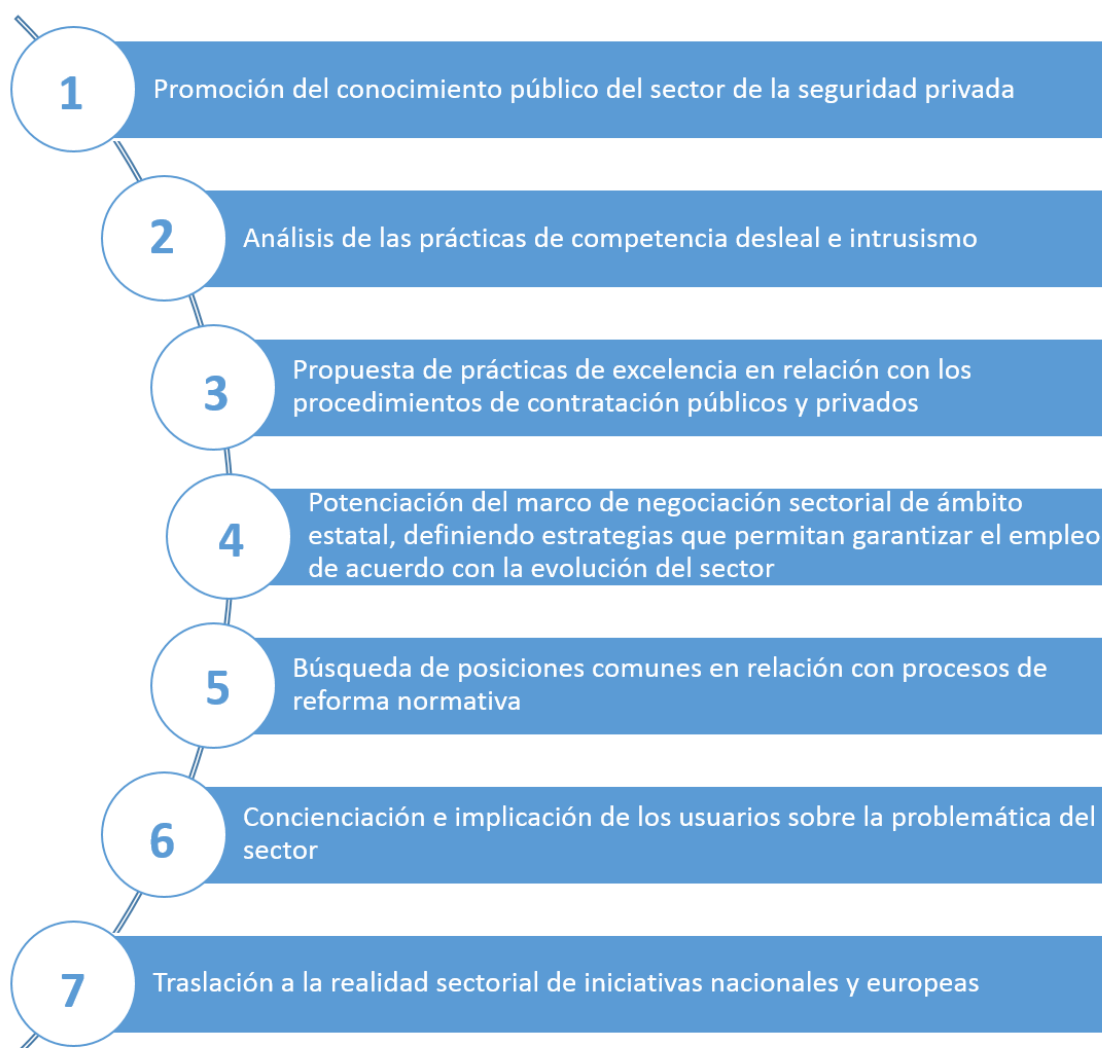 1
Promoción del conocimiento público del sector de la seguridad privada
2
Análisis de las prácticas de competencia desleal e intrusismo
3
Propuesta de prácticas de excelencia en relación con los
procedimientos de contratación públicos y privados
4
Potenciación del marco de negociación sectorial de ámbito
estatal, definiendo estrategias que permitan garantizar el empleo
de acuerdo con la evolución del sector
5
Búsqueda de posiciones comunes en relación con procesos de
reforma normativa
6
Concienciación e implicación de los usuarios sobre la problemática del
sector
7
Traslación a la realidad sectorial de iniciativas nacionales y europeas